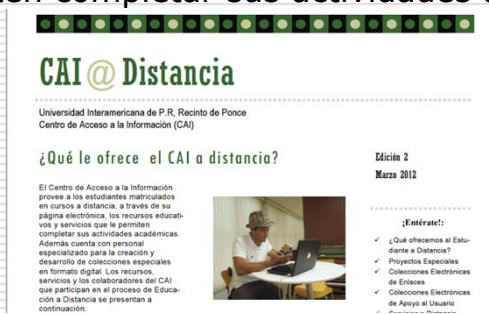 completar sus actividades
CAI @ Distancia
Universidad Interamericana de P.R, Recinto de Ponce
Centro de Acceso a la Información (CAI)
¿Qué le ofrece el CAI a distancia?
El Centro de Acceso a la Información
provee a los estudiantes matriculados
en cursos a distancia, a través de su
página electrónica, los recursos educati-
vos y servicios que le permiten
completar sus actividades académicas.
Además cuenta con personal
especializado para la creación y
desarrollo de colecciones especiales
en formato digital. Los recursos,
servicios y los colaboradores del CAI
que participan en el proceso de Educa-
ción a Distancia se presentan a
continuación:
Edición 2
Marzo 2012
¡Entérate!:
✓ ¿Qué ofrecemos al Estu-
diante a Distancia?
✓ Proyectos Especiales
✓ Colecciones Electrónicas
de Enlaces
✓ Colecciones Electrónicas
de Apoyo al Usuario
✓ Servicios a Distancia